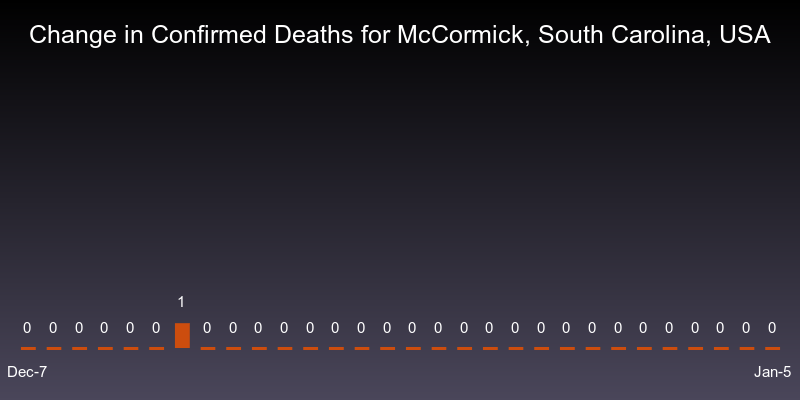 Change in Confirmed Deaths for McCormick, South Carolina, USA
1
0 0 0 0 0 0 0 0 0 0 0 0 0 0 0 0 0 0 0 0 0 0 0 0 0 0 0 0 0
Dec-7 Jan-5